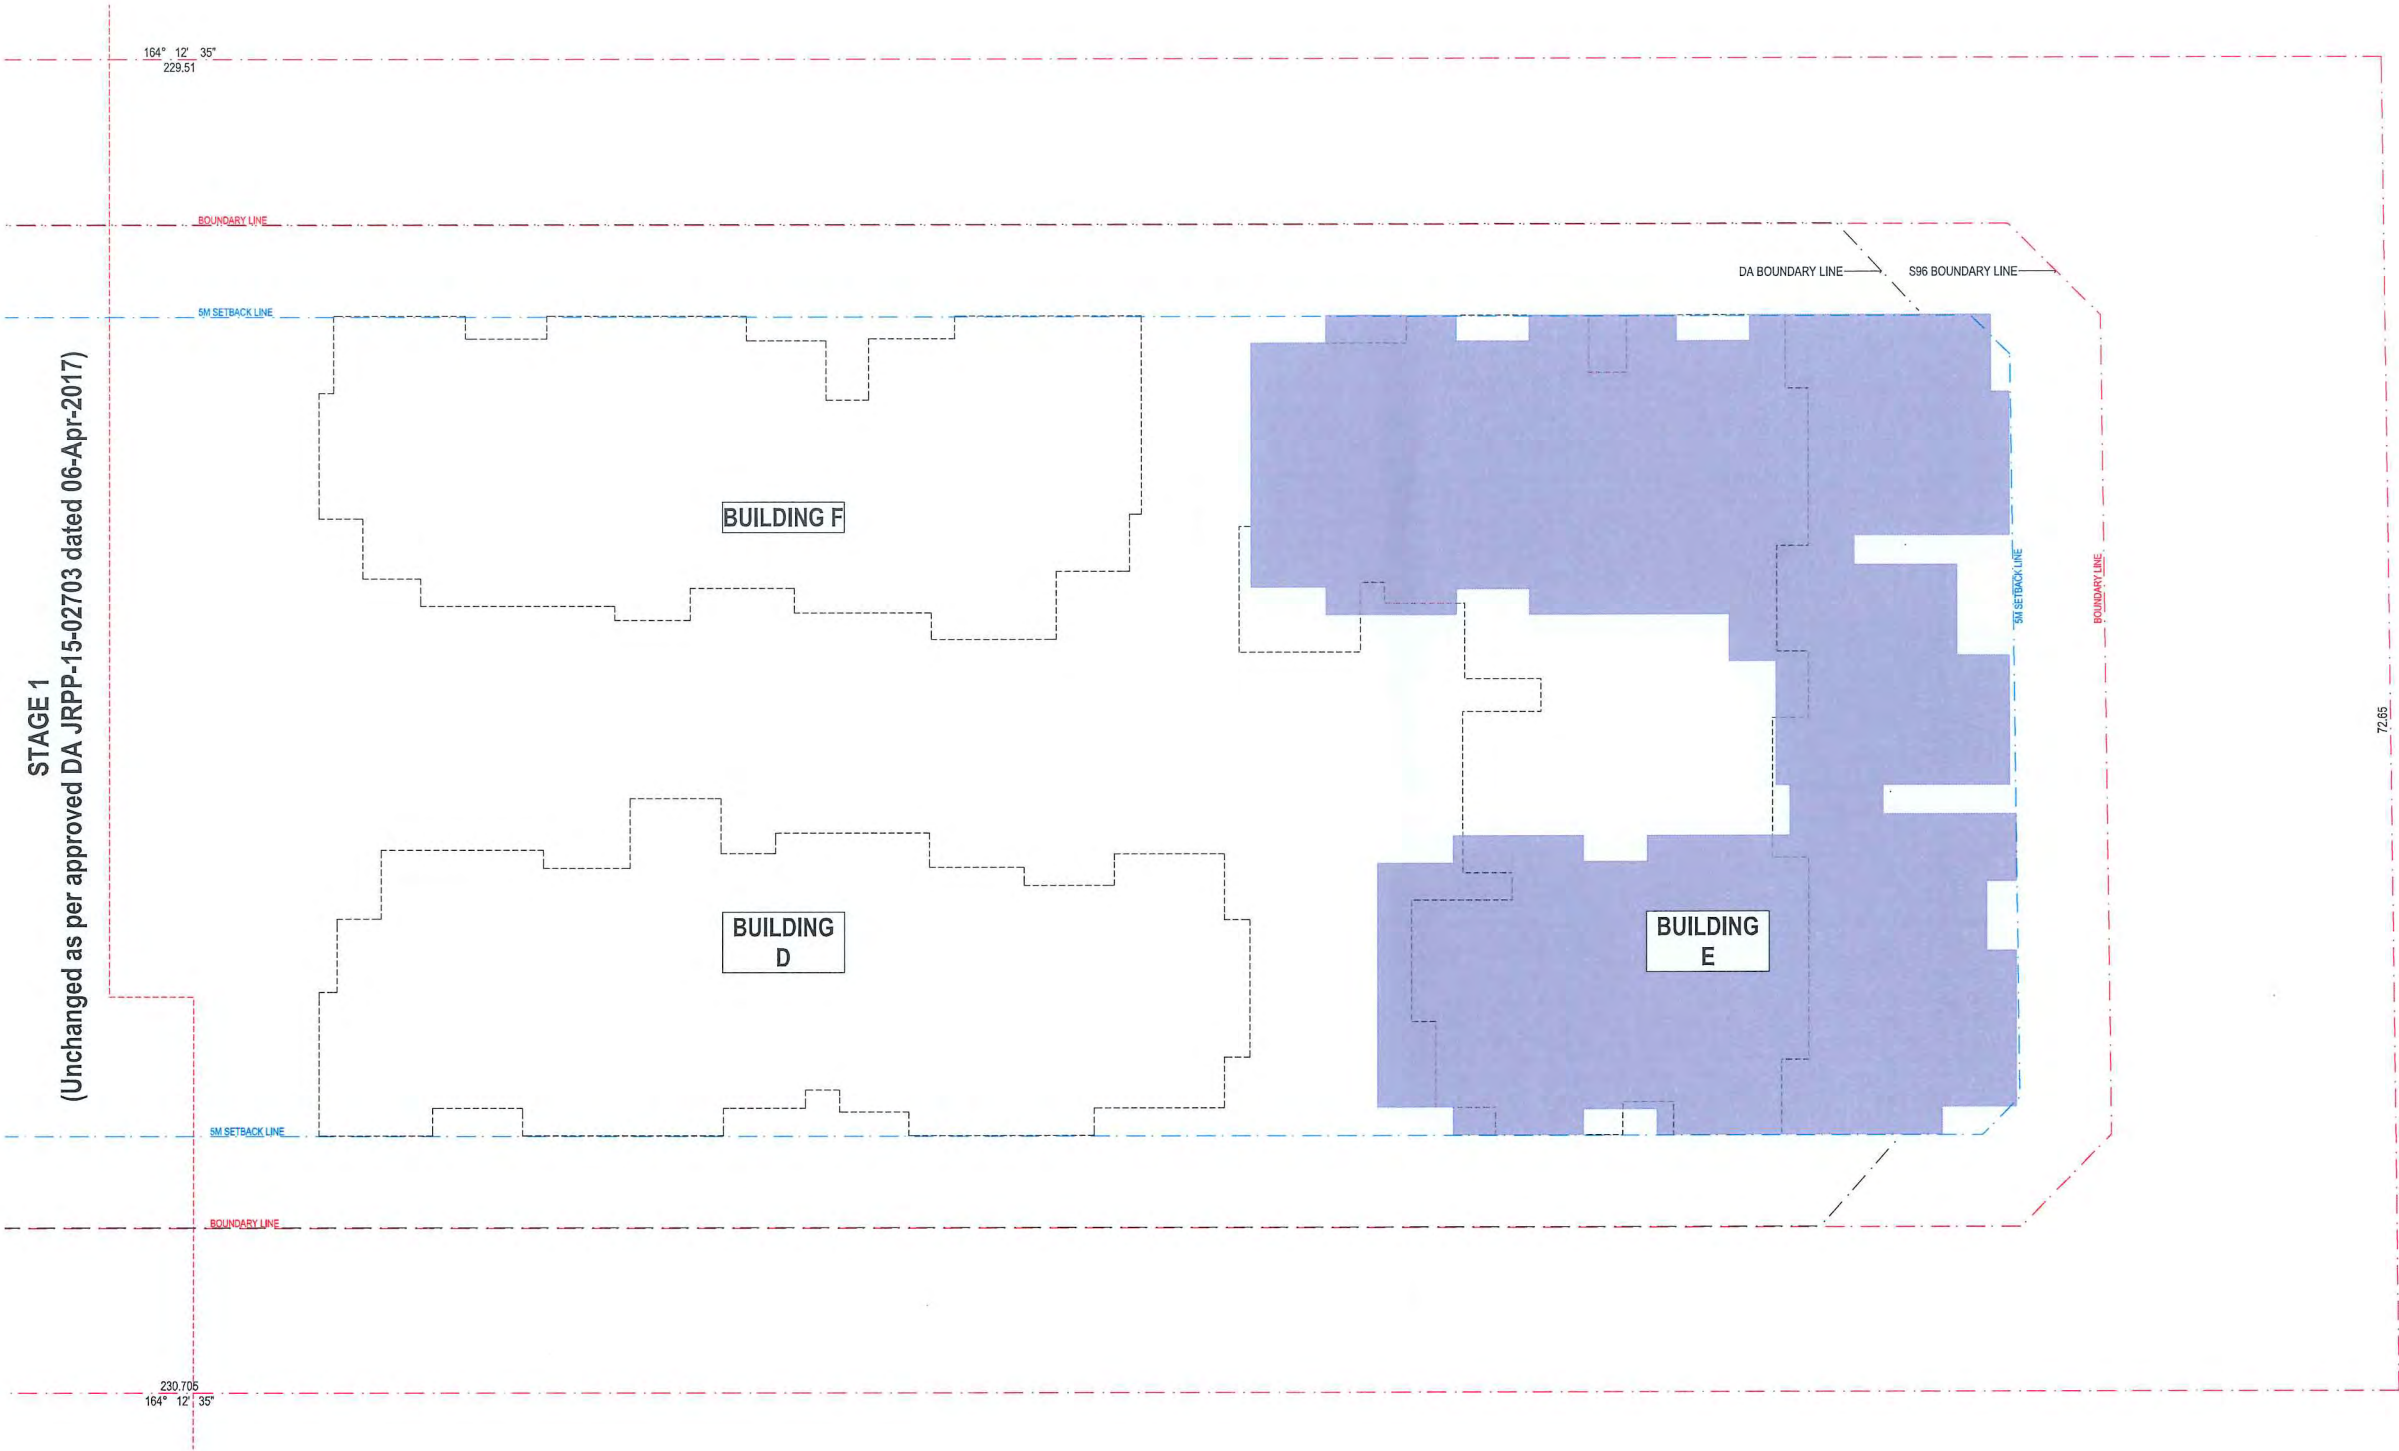 164° 12' 35"
229.51
BOUNDARY LINE
DA BOUNDARY LINE
S96 BOUNDARY LINE
5M SETBACK LINE
STAGE 1
(Unchanged as per approved DA JRPP-15-02703 dated 06-Apr-2017)
BUILDING F
5M SETBACK LINE
BOUNDARY LINE
72.65
BUILDING
D
BUILDING
E
5M SETBACK LINE
BOUNDARY LINE
230.705
164° 12' 35"